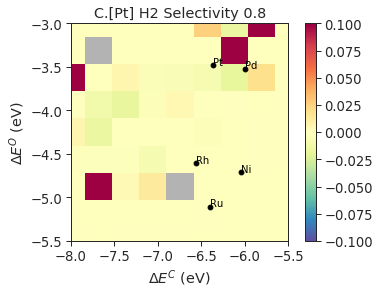 C.[Pt] H2 Selectivity 0.8
ΔE^O (eV)
−3.0
−3.5
−4.0
−4.5
−5.0
−5.5
Pt
Pd
Rh
Ni
Ru
−8.0 −7.5 −7.0 −6.5 −6.0 −5.5
ΔE^C (eV)
0.100
0.075
0.050
0.025
0.000
−0.025
−0.050
−0.075
−0.100